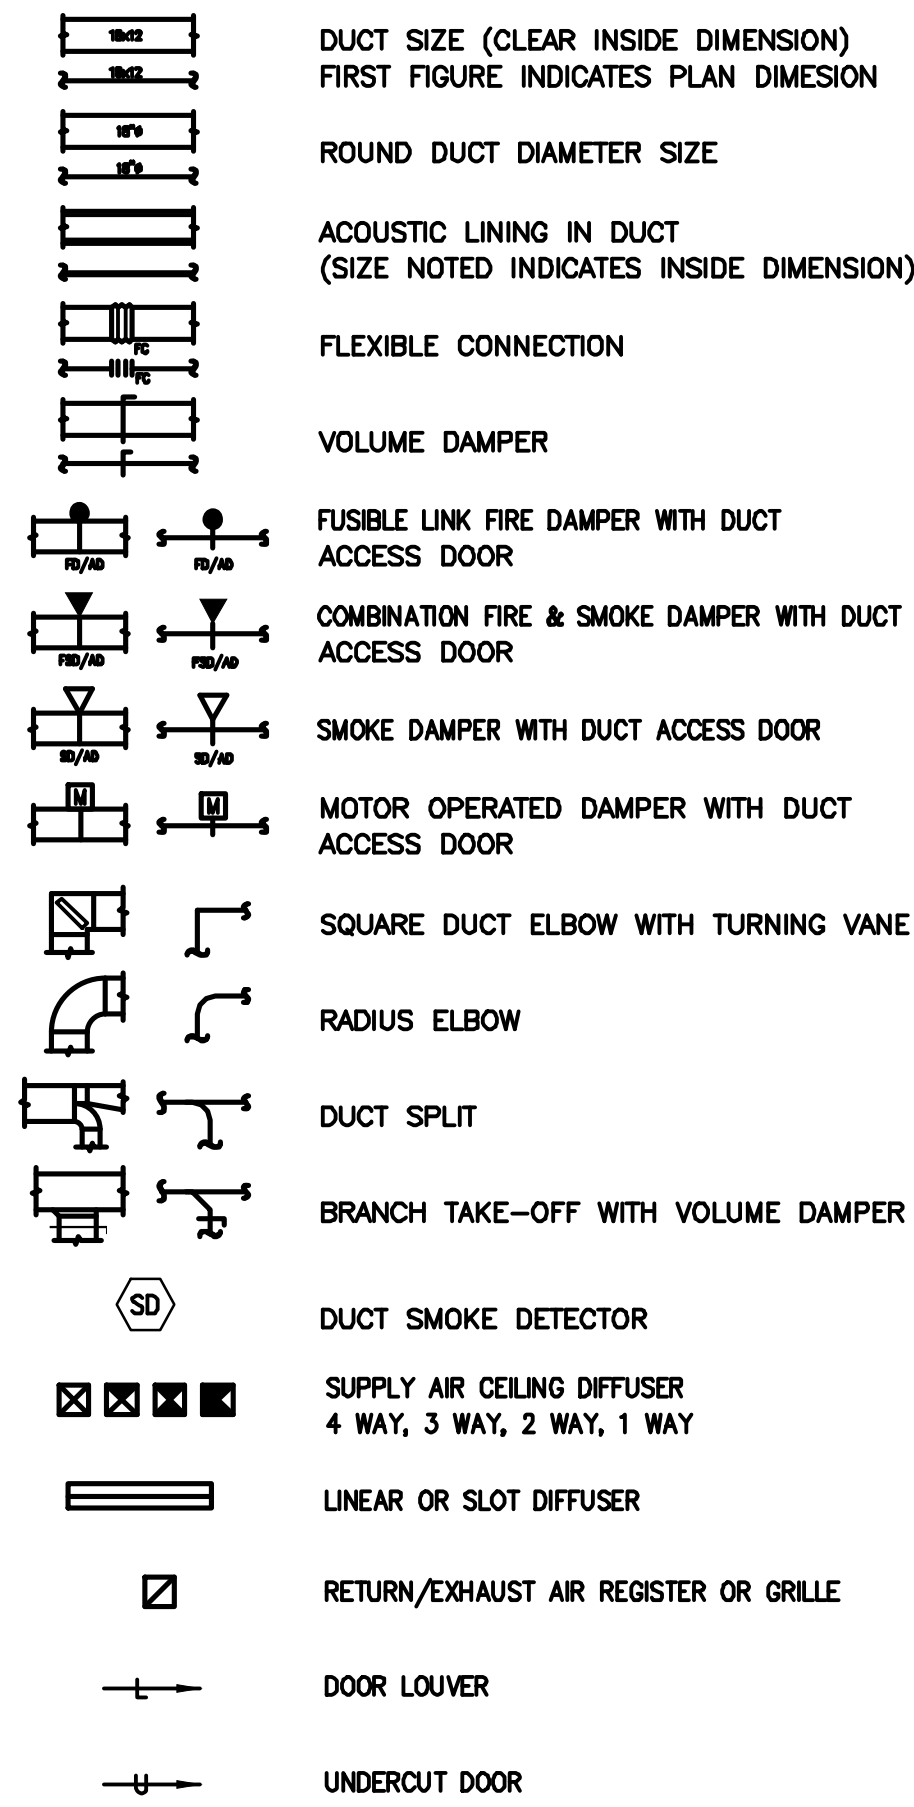 18x12
DUCT SIZE (CLEAR INSIDE DIMENSION)
18x12
FIRST FIGURE INDICATES PLAN DIMESION
18"ø
ROUND DUCT DIAMETER SIZE
18"ø
ACOUSTIC LINING IN DUCT
(SIZE NOTED INDICATES INSIDE DIMENSION)
FC
FLEXIBLE CONNECTION
FC
VOLUME DAMPER
FUSIBLE LINK FIRE DAMPER WITH DUCT
ACCESS DOOR
FD/AD FD/AD
COMBINATION FIRE & SMOKE DAMPER WITH DUCT
ACCESS DOOR
FSD/AD FSD/AD
SMOKE DAMPER WITH DUCT ACCESS DOOR
SD/AD SD/AD
M M
MOTOR OPERATED DAMPER WITH DUCT
ACCESS DOOR
SQUARE DUCT ELBOW WITH TURNING VANE
RADIUS ELBOW
DUCT SPLIT
BRANCH TAKE-OFF WITH VOLUME DAMPER
SD
DUCT SMOKE DETECTOR
SUPPLY AIR CEILING DIFFUSER
4 WAY, 3 WAY, 2 WAY, 1 WAY
LINEAR OR SLOT DIFFUSER
RETURN/EXHAUST AIR REGISTER OR GRILLE
L
DOOR LOUVER
U
UNDERCUT DOOR